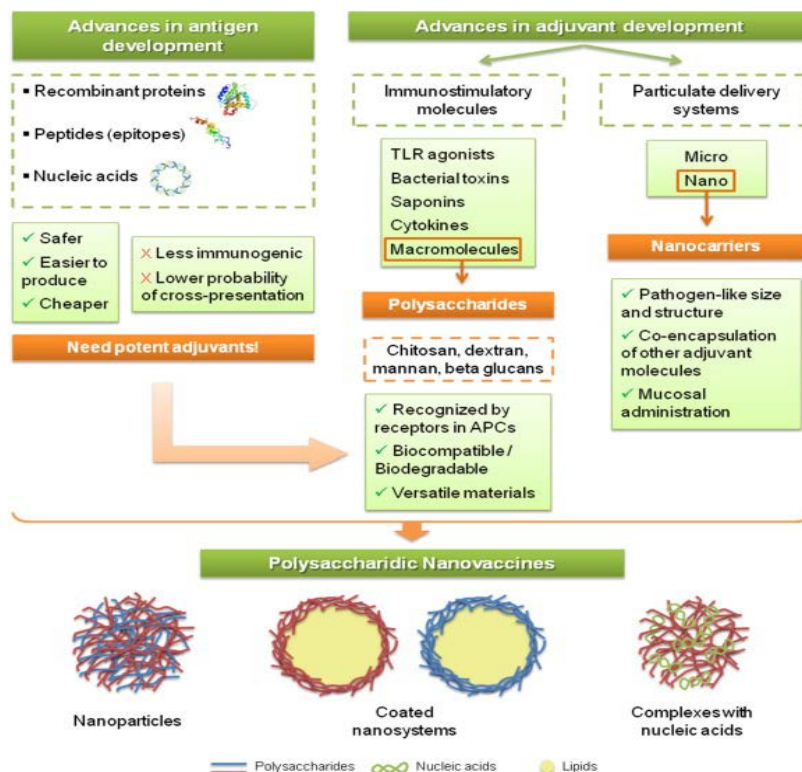 Advances in antigen
development
▪ Recombinant proteins
▪ Peptides (epitopes)
▪ Nucleic acids
✓ Safer
✓ Easier to
produce
✓ Cheaper
X Less immunogenic
X Lower probability
of cross-presentation
Need potent adjuvants!
Advances in adjuvant development
Immunostimulatory
molecules
TLR agonists
Bacterial toxins
Saponins
Cytokines
Macromolecules
Polysaccharides
Chitosan, dextran,
mannan, beta glucans
✓ Recognized by
receptors in APCs
✓ Biocompatible /
Biodegradable
✓ Versatile materials
Particulate delivery
systems
Micro
Nano
Nanocarriers
✓ Pathogen-like size
and structure
✓ Co-encapsulation
of other adjuvant
molecules
✓ Mucosal
administration
Polysaccharidic Nanovaccines
Nanoparticles
Coated
nanosystems
Complexes with
nucleic acids
Polysaccharides
Nucleic acids
Lipids